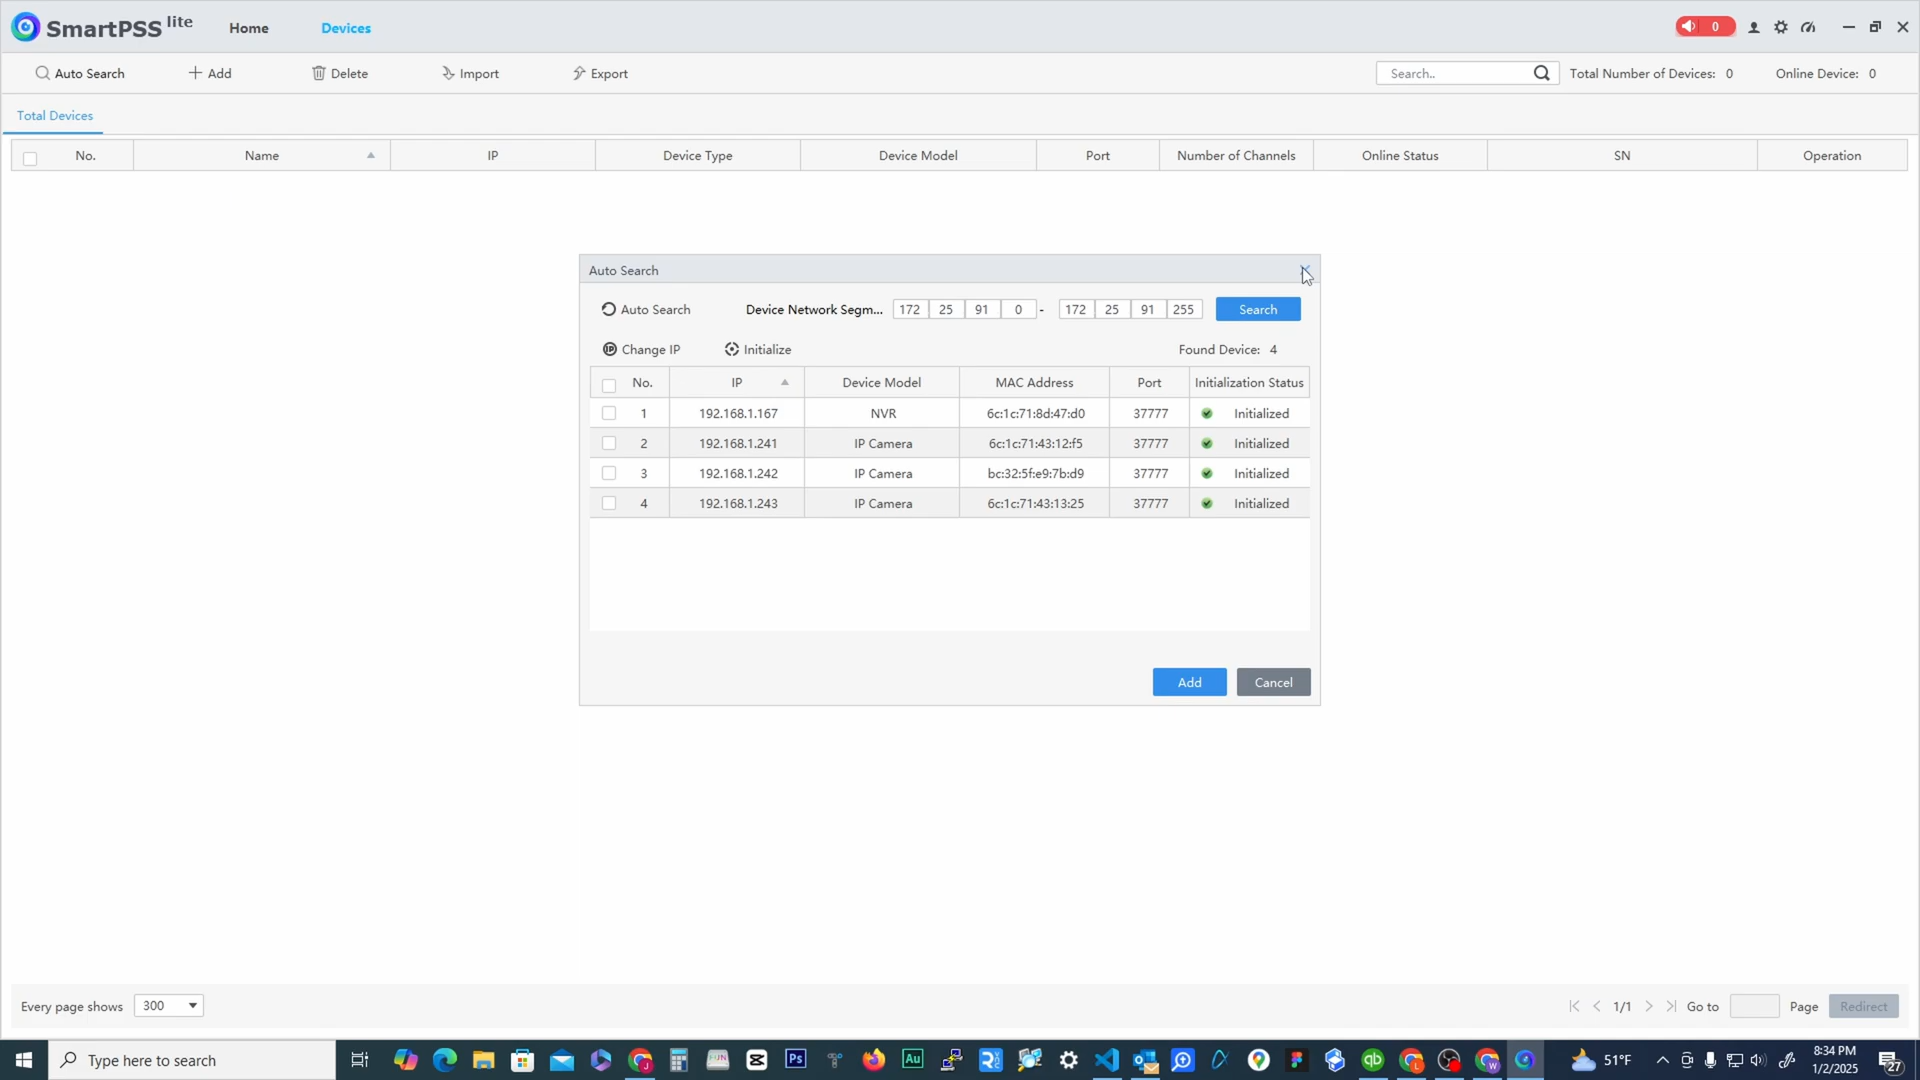 SmartPSS lite Home Devices 0
Auto Search Add Delete Import Export Search.. Total Number of Devices: 0 Online Device: 0
Total Devices
No. Name IP Device Type Device Model Port Number of Channels Online Status SN Operation
Auto Search
Auto Search Device Network Segm... 172 25 91 0 - 172 25 91 255 Search
Change IP Initialize Found Device: 4
No. IP Device Model MAC Address Port Initialization Status
1 192.168.1.167 NVR 6c:1c:71:8d:47:d0 37777 Initialized
2 192.168.1.241 IP Camera 6c:1c:71:43:12:f5 37777 Initialized
3 192.168.1.242 IP Camera bc:32:5f:e9:7b:d9 37777 Initialized
4 192.168.1.243 IP Camera 6c:1c:71:43:13:25 37777 Initialized
Add Cancel
Every page shows 300 1/1 Go to Page Redirect
Type here to search Ps Au qb 51°F 8:34 PM
1/2/2025 27